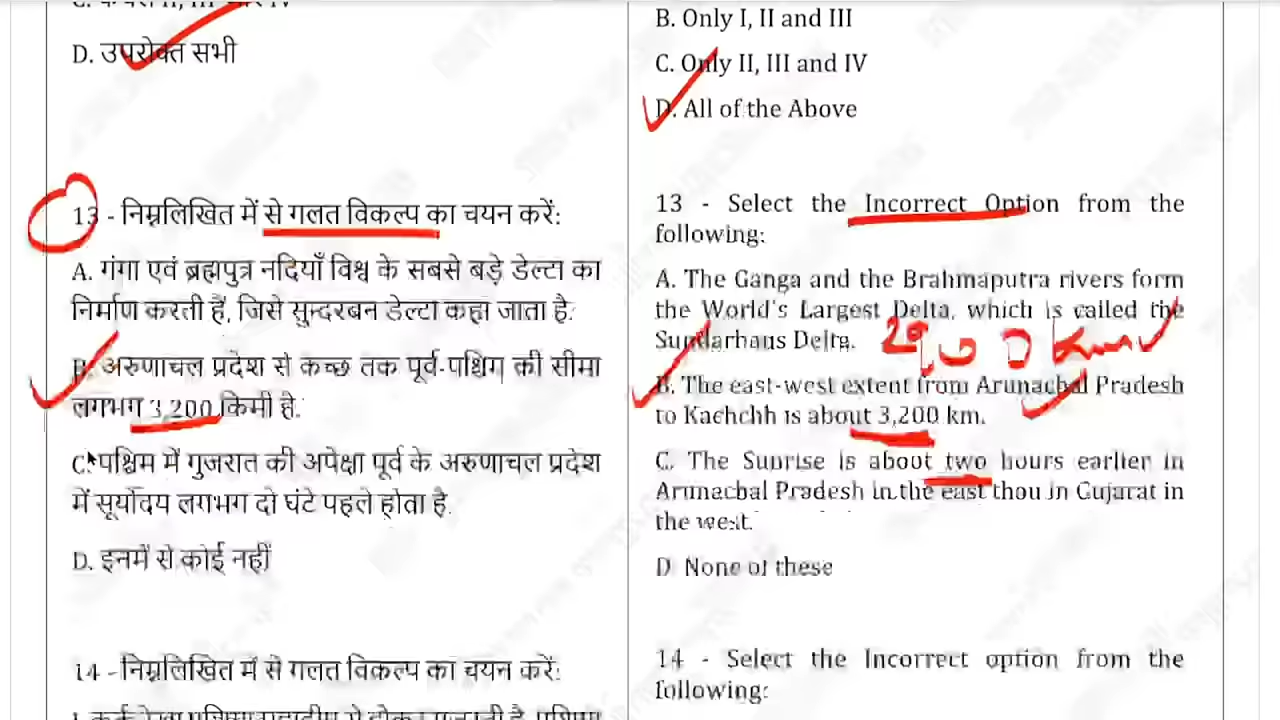 D. उपरोक्त सभी
13 - निम्नलिखित में से गलत विकल्प का चयन करें:
A. गंगा एवं ब्रह्मपुत्र नदियाँ विश्व के सबसे बड़े डेल्टा का
निर्माण करती हैं, जिसे सुन्दरबन डेल्टा कहा जाता है.
B. अरुणाचल प्रदेश से कच्छ तक पूर्व-पश्चिम की सीमा
लगभग 3,200 किमी है.
C. पश्चिम में गुजरात की अपेक्षा पूर्व के अरुणाचल प्रदेश
में सूर्योदय लगभग दो घंटे पहले होता है.
D. इनमें से कोई नहीं
14 -निम्नलिखित में से गलत विकल्प का चयन करें:
B. Only I, II and III
C. Only II, III and IV
D. All of the Above
13 - Select the Incorrect Option from the
following:
A. The Ganga and the Brahmaputra rivers form
the World's Largest Delta, which is called the
Sundarbans Delta.
B. The east-west extent from Arunachal Pradesh
to Kachchh is about 3,200 km.
C. The Sunrise is about two hours earlier in
Arunachal Pradesh in the east than in Gujarat in
the west.
D None of these
14 - Select the Incorrect option from the
following: